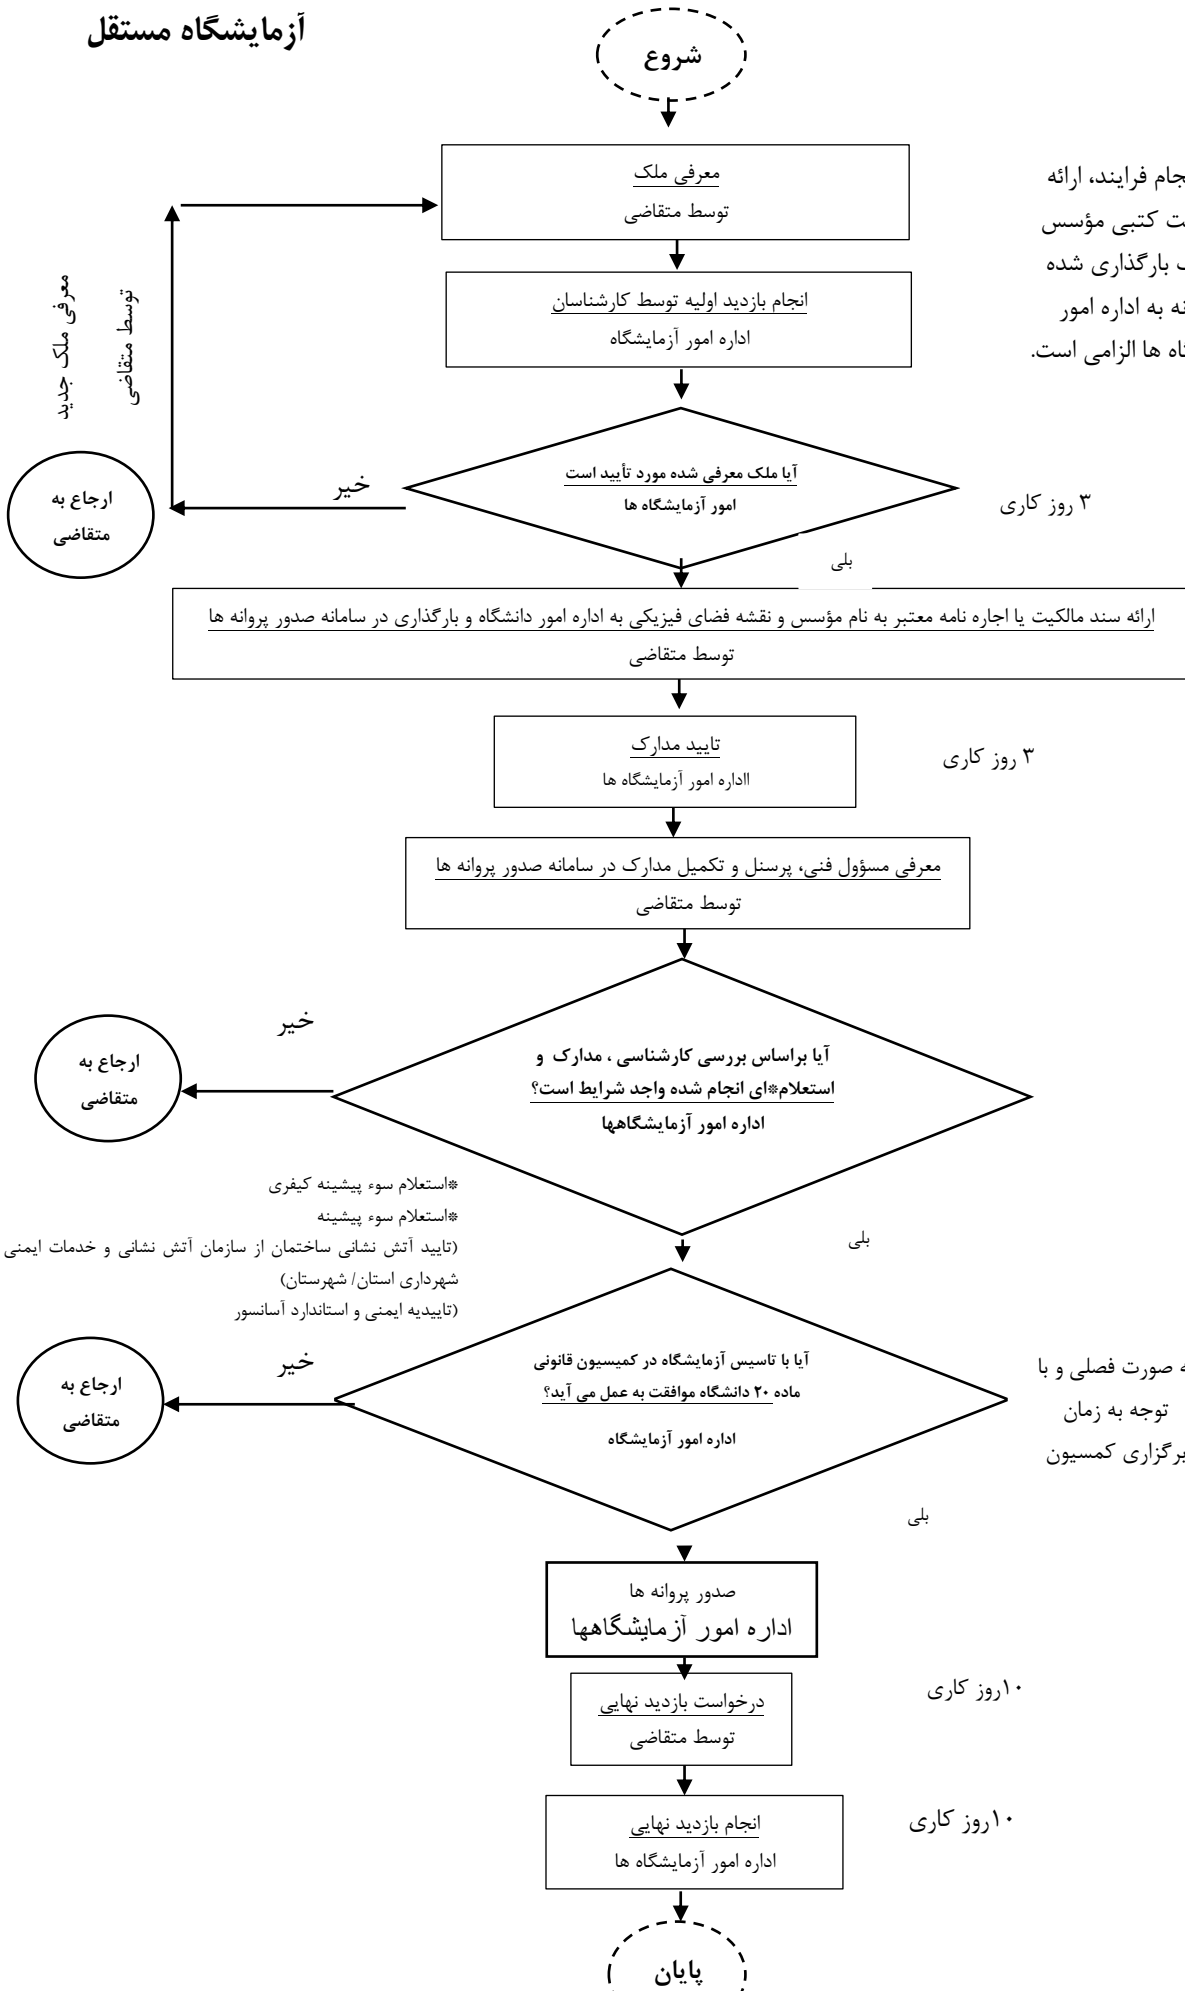 آزمایشگاه مستقل
شروع
معرفی ملک
توسط متقاضی
ارائه
کتبی مؤسس
بارگذاری شده
به اداره امور
ها الزامی است.
انجام بازدید اولیه توسط کارشناسان
اداره امور آزمایشگاه
معرفی ملک جدید
توسط متقاضی
آیا ملک معرفی شده مورد تأیید است
امور آزمایشگاه ها
خیر
ارجاع به
متقاضی
۳ روز کاری
بلی
ارائه سند مالکیت یا اجاره نامه معتبر به نام مؤسس و نقشه فضای فیزیکی به اداره امور دانشگاه و بارگذاری در سامانه صدور پروانه ها
توسط متقاضی
تایید مدارک
ااداره امور آزمایشگاه ها
۳ روز کاری
معرفی مسؤول فنی، پرسنل و تکمیل مدارک در سامانه صدور پروانه ها
توسط متقاضی
آیا براساس بررسی کارشناسی ، مدارک و
استعلام*ای انجام شده واجد شرایط است؟
اداره امور آزمایشگاهها
خیر
ارجاع به
متقاضی
*استعلام سوء پیشینه کیفری
*استعلام سوء پیشینه
(تایید آتش نشانی ساختمان از سازمان آتش نشانی و خدمات ایمنی
شهرداری استان/ شهرستان)
(تاییدیه ایمنی و استاندارد آسانسور
بلی
آیا با تاسیس آزمایشگاه در کمیسیون قانونی
ماده ۲۰ دانشگاه موافقت به عمل می آید؟
اداره امور آزمایشگاه
خیر
ارجاع به
متقاضی
صورت فصلی و با
توجه به زمان
برگزاری کمسیون
بلی
صدور پروانه ها
اداره امور آزمایشگاهها
درخواست بازدید نهایی
توسط متقاضی
۱۰روز کاری
انجام بازدید نهایی
اداره امور آزمایشگاه ها
۱۰روز کاری
پایان